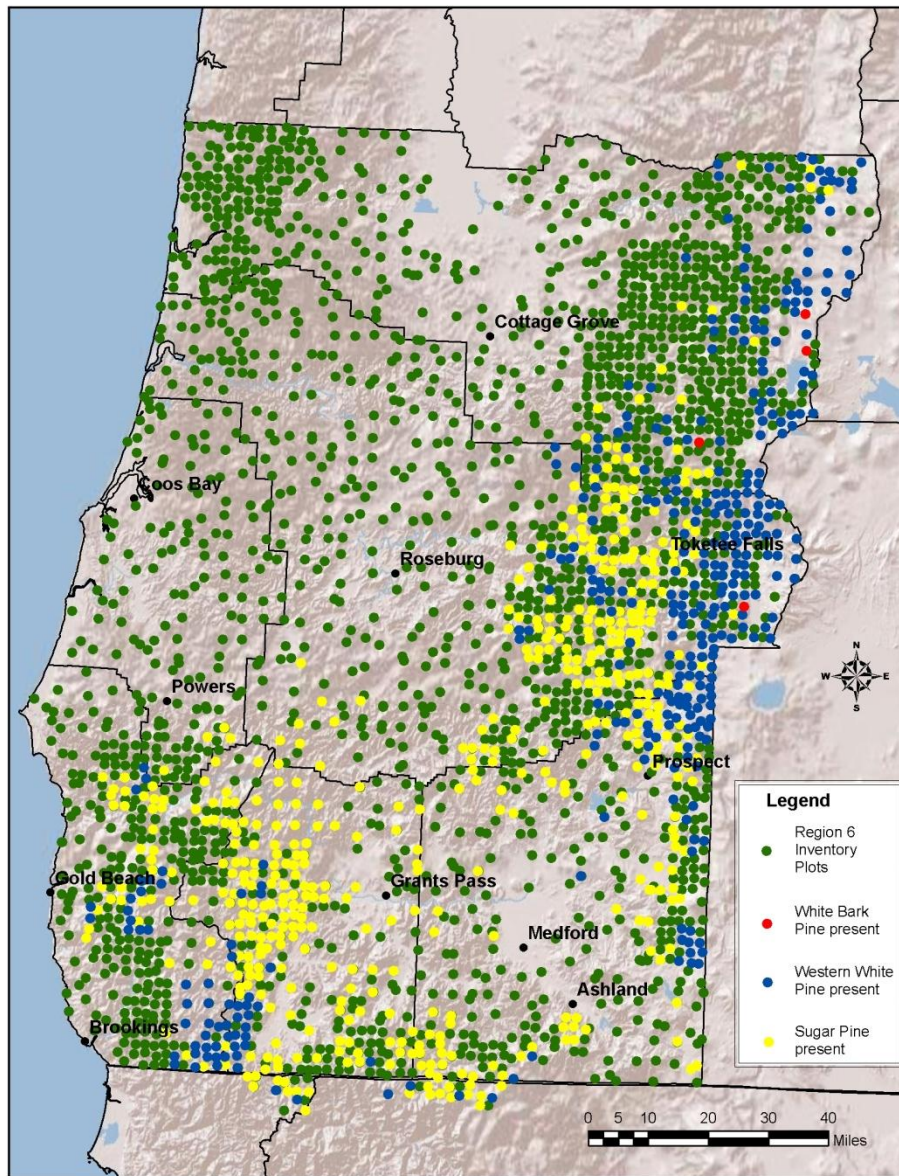 Cottage Grove
Coos Bay
Toketee Falls
Roseburg
Powers
N
W E
S
Prospect
Legend
Region 6
Inventory
Plots
White Bark
Pine present
Western White
Pine present
Sugar Pine
present
Gold Beach
Grants Pass
Medford
Ashland
Brookings
0 5 10 20 30 40
Miles